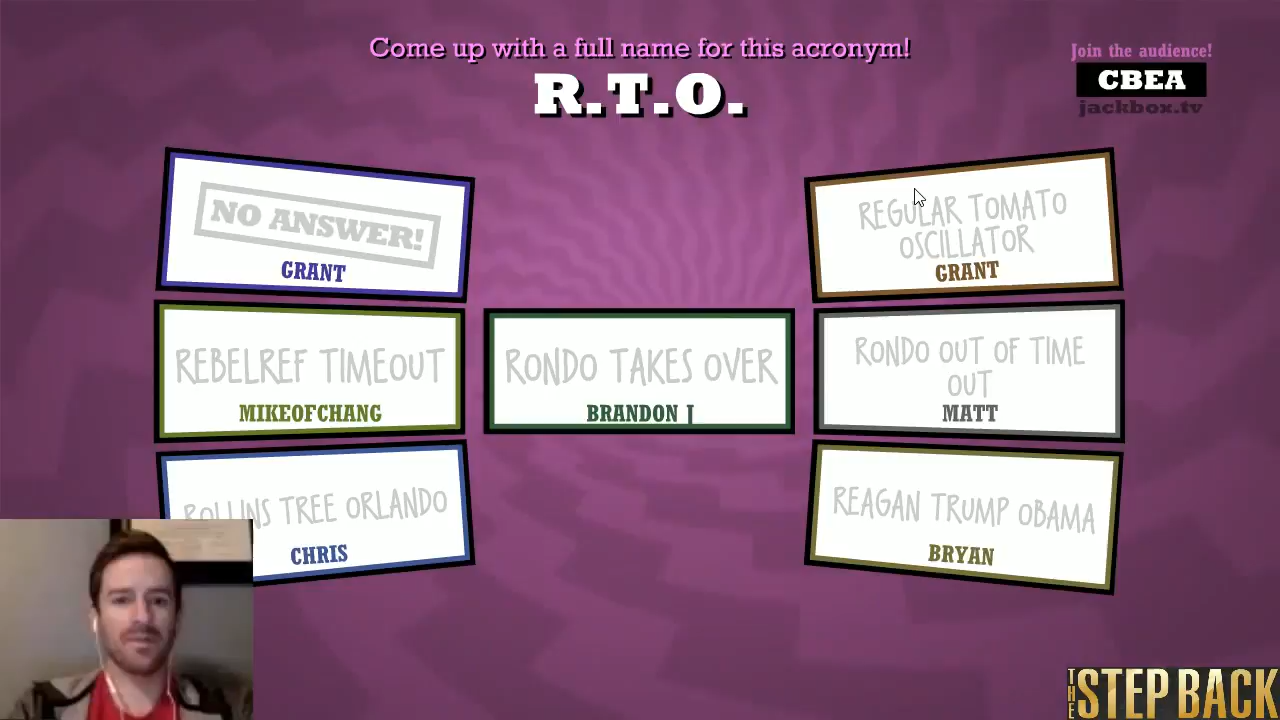 Come up with a full name for this acronym!
R.T.O.
Join the audience!
CBEA
jackbox.tv
NO ANSWER!
GRANT
REGULAR TOMATO
OSCILLATOR
GRANT
REBELREF TIMEOUT
MIKEOFCHANG
RONDO TAKES OVER
BRANDON J
RONDO OUT OF TIME
OUT
MATT
ROLLINS TREE ORLANDO
CHRIS
REAGAN TRUMP OBAMA
BRYAN
THE STEP BACK